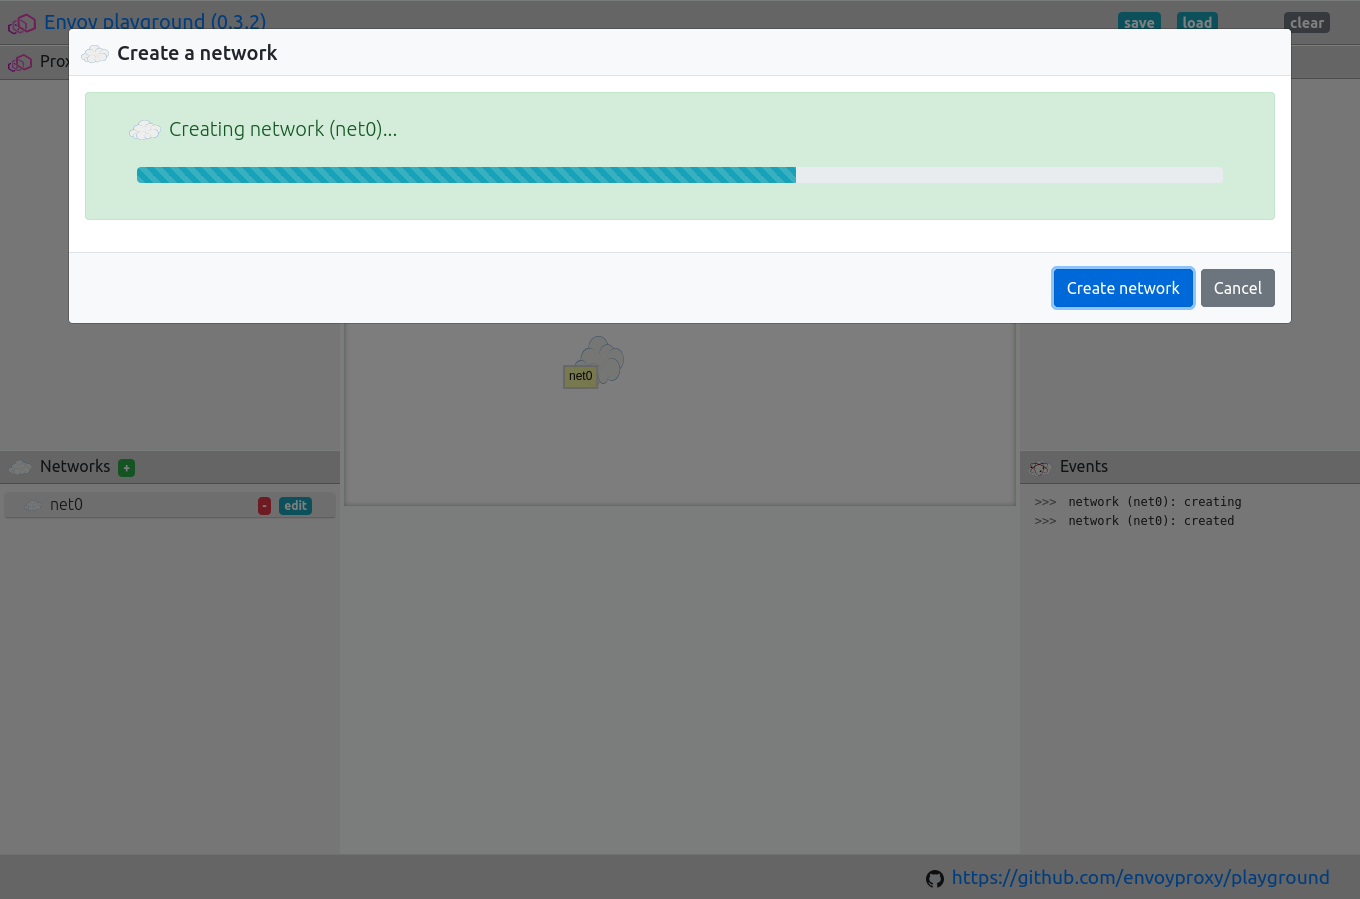 Envoy playground (0.3.2)
save
load
clear
Prox
Create a network
Creating network (net0)...
Create network
Cancel
net0
Networks +
net0
-
edit
Events
>>> network (net0): creating
>>> network (net0): created
https://github.com/envoyproxy/playground